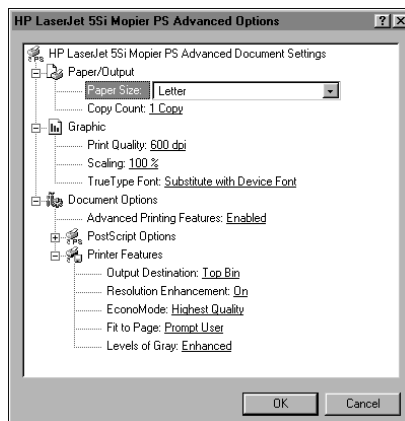 HP LaserJet 5Si Mopier PS Advanced Options
HP LaserJet 5Si Mopier PS Advanced Document Settings
Paper/Output
Paper Size: Letter
Copy Count: 1 Copy
Graphic
Print Quality: 600 dpi
Scaling: 100 %
TrueType Font: Substitute with Device Font
Document Options
Advanced Printing Features: Enabled
PostScript Options
Printer Features
Output Destination: Top Bin
Resolution Enhancement: On
EconoMode: Highest Quality
Fit to Page: Prompt User
Levels of Gray: Enhanced
OK Cancel